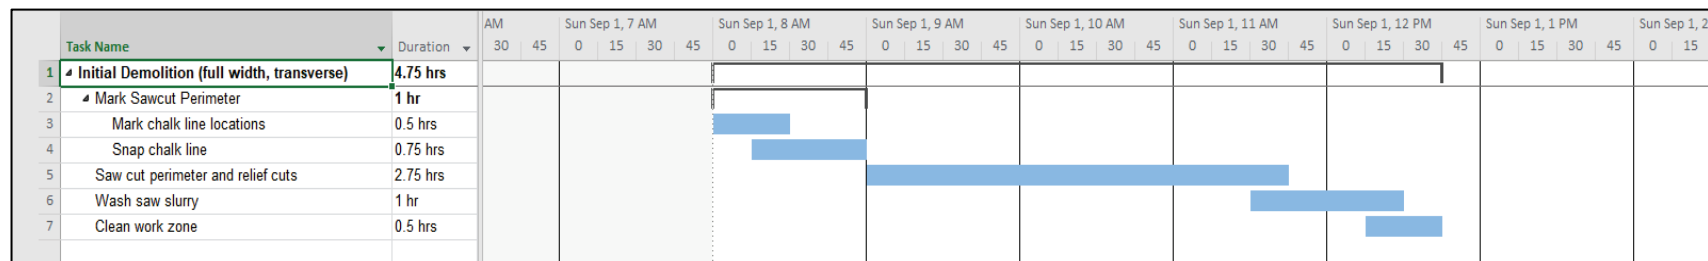 AM Sun Sep 1, 7 AM Sun Sep 1, 8 AM Sun Sep 1, 9 AM Sun Sep 1, 10 AM Sun Sep 1, 11 AM Sun Sep 1, 12 PM Sun Sep 1, 1 PM Sun Sep 1, 2
Task Name Duration 30 45 0 15 30 45 0 15 30 45 0 15 30 45 0 15 30 45 0 15 30 45 0 15 30 45 0 15 30 45 0 15
1 Initial Demolition (full width, transverse) 4.75 hrs
2 Mark Sawcut Perimeter 1 hr
3 Mark chalk line locations 0.5 hrs
4 Snap chalk line 0.75 hrs
5 Saw cut perimeter and relief cuts 2.75 hrs
6 Wash saw slurry 1 hr
7 Clean work zone 0.5 hrs